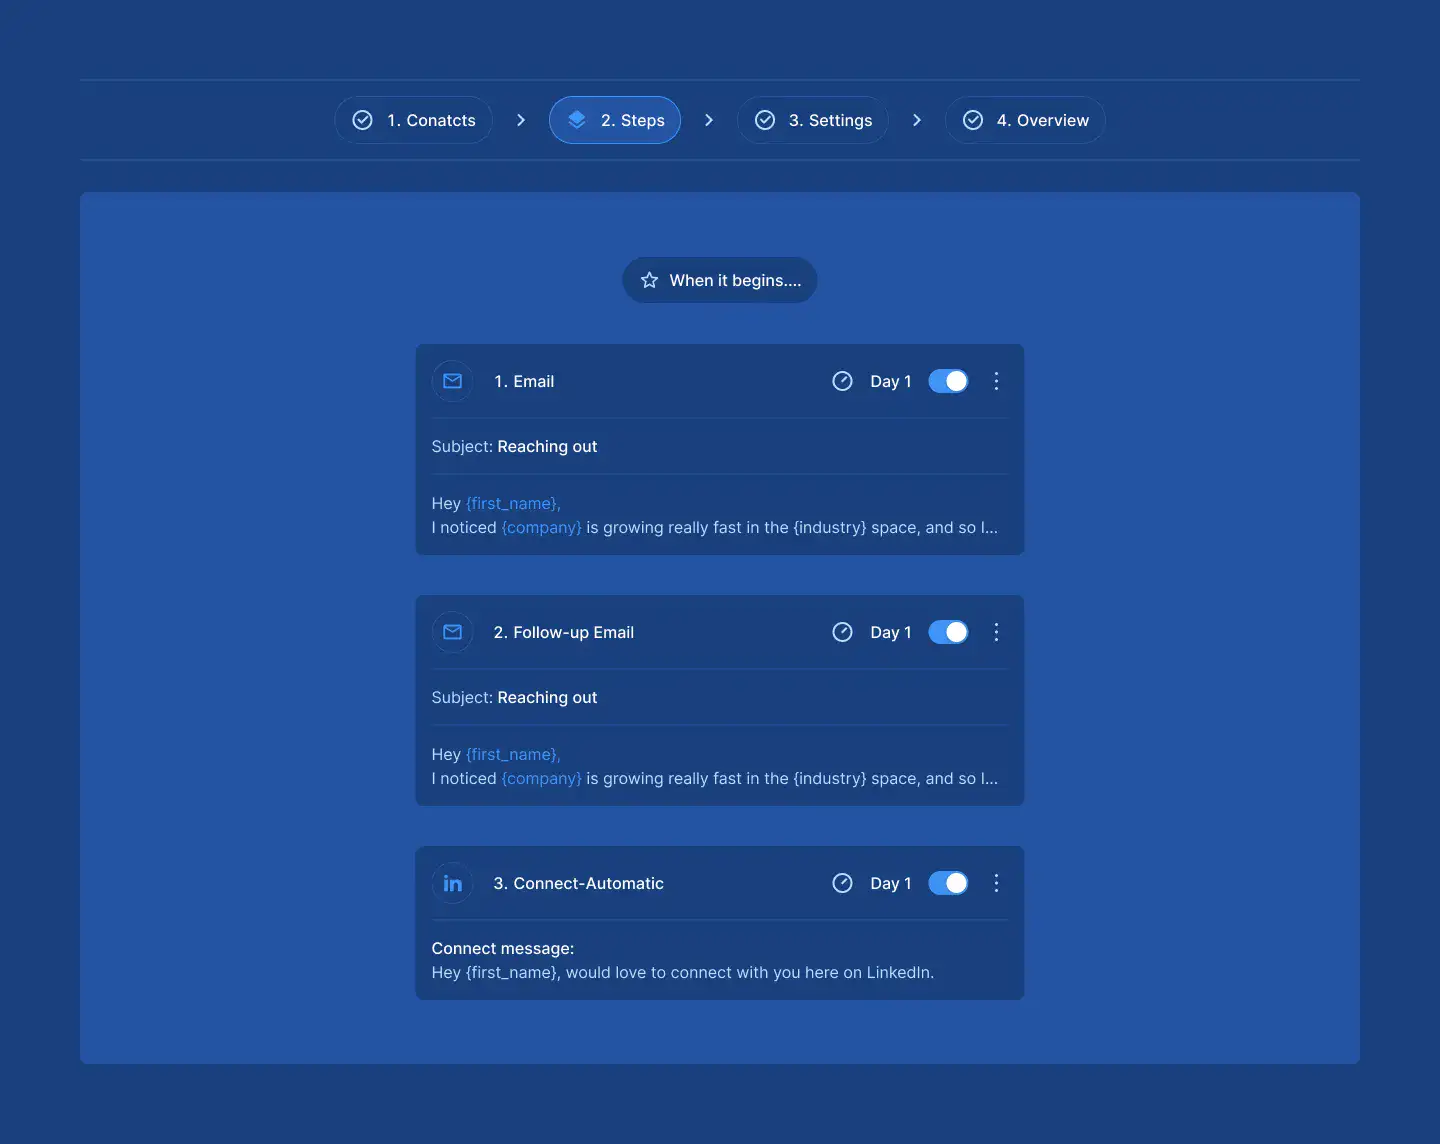 1. Conatcts
2. Steps
3. Settings
4. Overview
When it begins....
1. Email
Day 1
Subject: Reaching out
Hey {first_name},
I noticed {company} is growing really fast in the {industry} space, and so I...
2. Follow-up Email
Day 1
Subject: Reaching out
Hey {first_name},
I noticed {company} is growing really fast in the {industry} space, and so I...
in
3. Connect-Automatic
Day 1
Connect message:
Hey {first_name}, would love to connect with you here on LinkedIn.